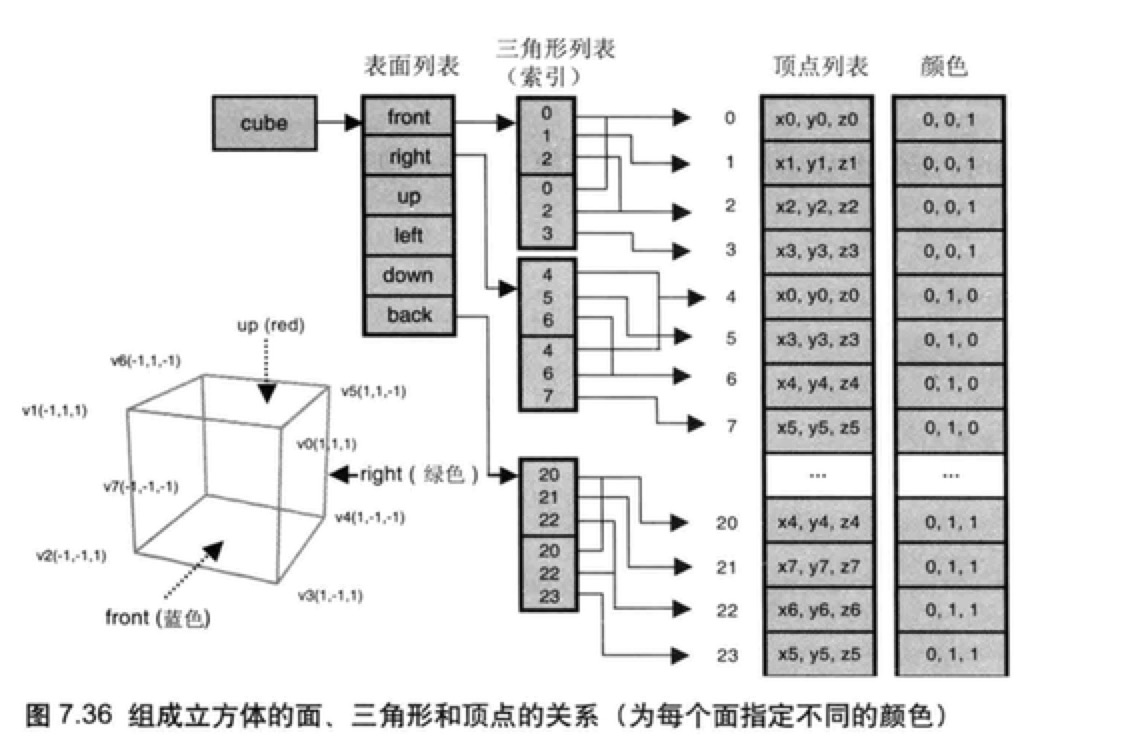 三角形列表
表面列表 (索引) 顶点列表 颜色
cube
front
right
up
left
down
back
0
1
2
0
2
3
4
5
6
4
6
7
20
21
22
20
22
23
0 x0, y0, z0 0, 0, 1
1 x1, y1, z1 0, 0, 1
2 x2, y2, z2 0, 0, 1
3 x3, y3, z3 0, 0, 1
4 x0, y0, z0 0, 1, 0
5 x3, y3, z3 0, 1, 0
6 x4, y4, z4 0, 1, 0
7 x5, y5, z5 0, 1, 0
... ...
20 x4, y4, z4 0, 1, 1
21 x7, y7, z7 0, 1, 1
22 x6, y6, z6 0, 1, 1
23 x5, y5, z5 0, 1, 1
up (red)
v6(-1,1,-1)
v5(1,1,-1)
v1(-1,1,1)
v0(1,1,1)
right ( 绿色 )
v7(-1,-1,-1)
v4(1,-1,-1)
v2(-1,-1,1)
v3(1,-1,1)
front (蓝色)
图 7.36 组成立方体的面、三角形和顶点的关系（为每个面指定不同的颜色）